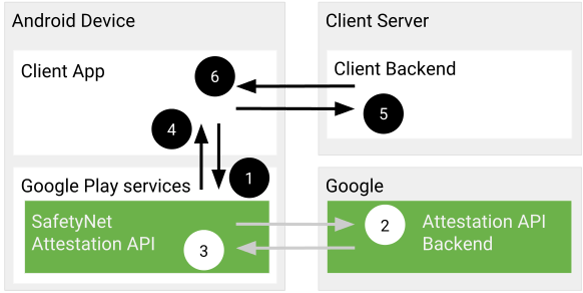 Android Device
Client Server
Client App
6
Client Backend
4
5
1
Google Play services
Google
SafetyNet
Attestation API
3
2
Attestation API
Backend